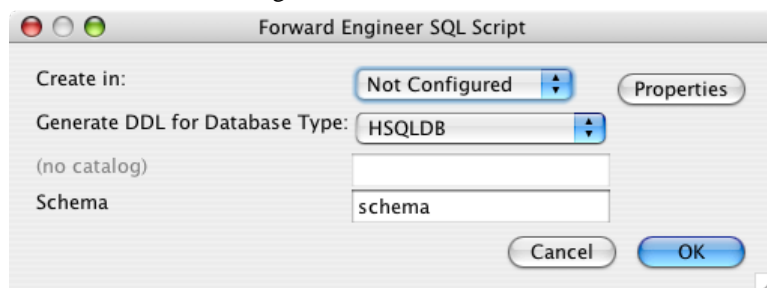 Forward Engineer SQL Script
Create in: Not Configured Properties
Generate DDL for Database Type: HSQLDB
(no catalog)
Schema schema
Cancel OK